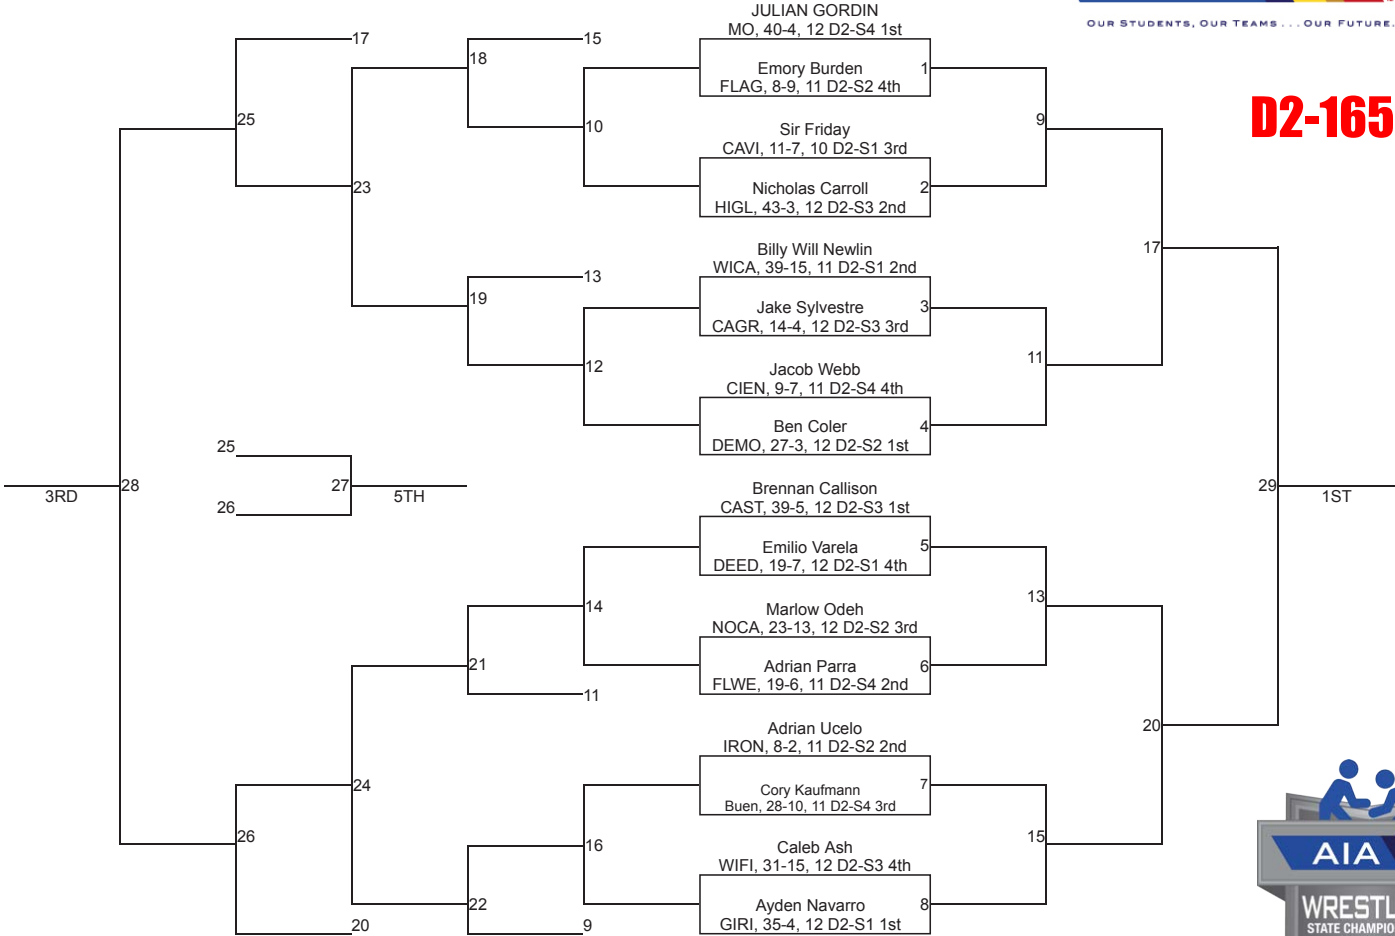 OUR STUDENTS, OUR TEAMS . . . OUR FUTURE.
D2-165
JULIAN GORDIN
MO, 40-4, 12 D2-S4 1st
Emory Burden
FLAG, 8-9, 11 D2-S2 4th
1
Sir Friday
CAVI, 11-7, 10 D2-S1 3rd
Nicholas Carroll
HIGL, 43-3, 12 D2-S3 2nd
2
Billy Will Newlin
WICA, 39-15, 11 D2-S1 2nd
Jake Sylvestre
CAGR, 14-4, 12 D2-S3 3rd
3
Jacob Webb
CIEN, 9-7, 11 D2-S4 4th
Ben Coler
DEMO, 27-3, 12 D2-S2 1st
4
Brennan Callison
CAST, 39-5, 12 D2-S3 1st
Emilio Varela
DEED, 19-7, 12 D2-S1 4th
5
Marlow Odeh
NOCA, 23-13, 12 D2-S2 3rd
Adrian Parra
FLWE, 19-6, 11 D2-S4 2nd
6
Adrian Ucelo
IRON, 8-2, 11 D2-S2 2nd
Cory Kaufmann
Buen, 28-10, 11 D2-S4 3rd
7
Caleb Ash
WIFI, 31-15, 12 D2-S3 4th
Ayden Navarro
GIRI, 35-4, 12 D2-S1 1st
8
9
11
13
15
17
20
29
1ST
15
10
13
12
14
11
16
9
18
19
21
22
17
23
24
20
25
26
25
26
27
5TH
28
3RD
AIA
WRESTL
STATE CHAMPIO